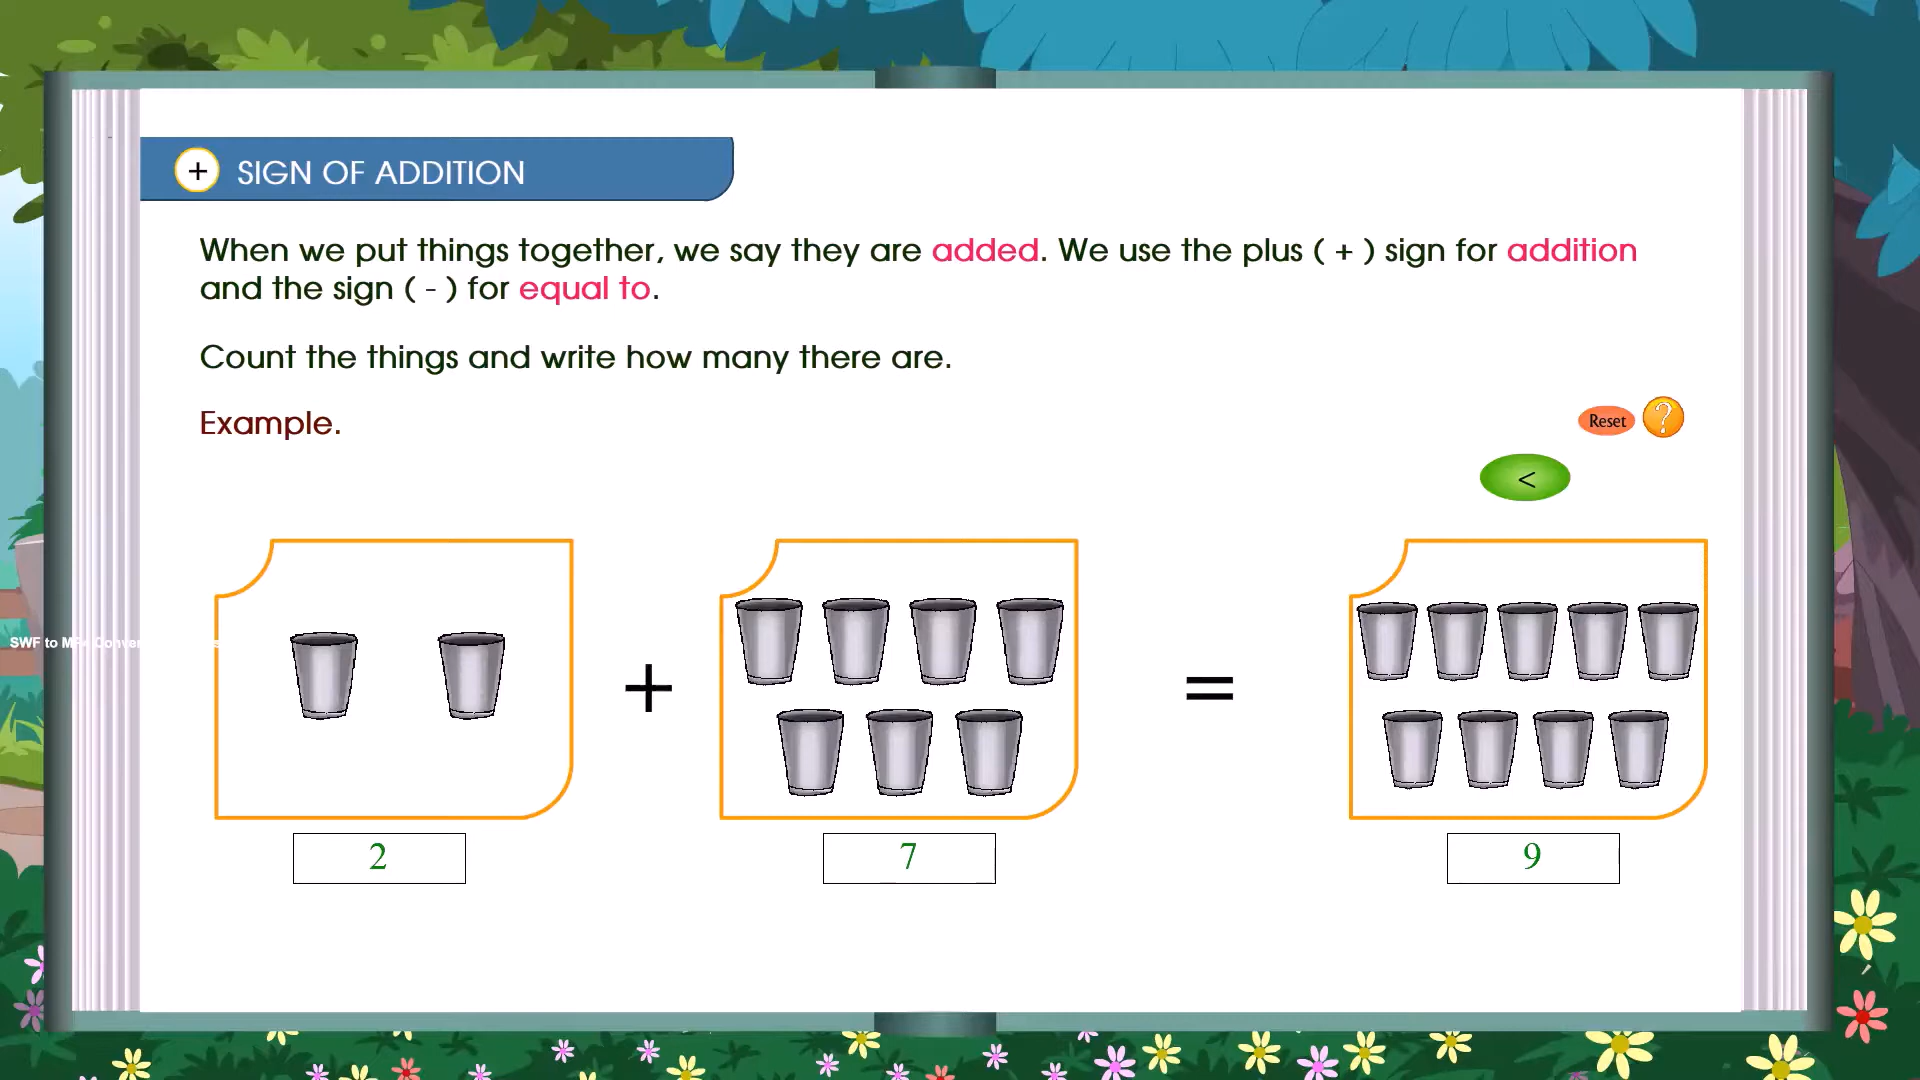 + SIGN OF ADDITION
When we put things together, we say they are added. We use the plus ( + ) sign for addition
and the sign ( - ) for equal to.
Count the things and write how many there are.
Example.
Reset ?
<
+ =
2 7 9
SWF to